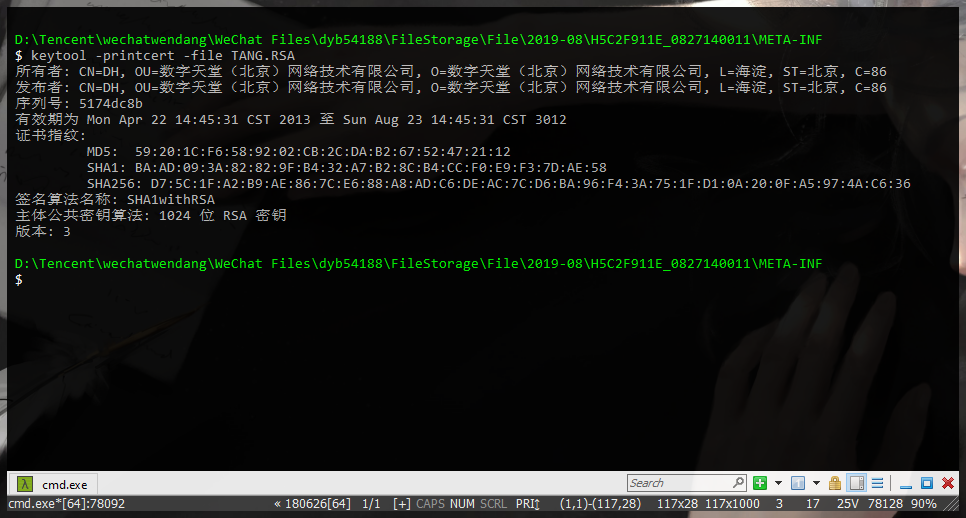 D:\Tencent\wechatwendang\WeChat Files\dyb54188\FileStorage\File\2019-08\H5C2F911E_0827140011\META-INF
$ keytool -printcert -file TANG.RSA
所有者: CN=DH, OU=数字天堂（北京）网络技术有限公司, O=数字天堂（北京）网络技术有限公司, L=海淀, ST=北京, C=86
发布者: CN=DH, OU=数字天堂（北京）网络技术有限公司, O=数字天堂（北京）网络技术有限公司, L=海淀, ST=北京, C=86
序列号: 5174dc8b
有效期为 Mon Apr 22 14:45:31 CST 2013 至 Sun Aug 23 14:45:31 CST 3012
证书指纹:
MD5: 59:20:1C:F6:58:92:02:CB:2C:DA:B2:67:52:47:21:12
SHA1: BA:AD:09:3A:82:82:9F:B4:32:A7:B2:8C:B4:CC:F0:E9:F3:7D:AE:58
SHA256: D7:5C:1F:A2:B9:AE:86:7C:E6:88:A8:AD:C6:DE:AC:7C:D6:BA:96:F4:3A:75:1F:D1:0A:20:0F:A5:97:4A:C6:36
签名算法名称: SHA1withRSA
主体公共密钥算法: 1024 位 RSA 密钥
版本: 3
D:\Tencent\wechatwendang\WeChat Files\dyb54188\FileStorage\File\2019-08\H5C2F911E_0827140011\META-INF
$
λ cmd.exe Search
cmd.exe*[64]:78092 « 180626[64] 1/1 [+] CAPS NUM SCRL PRI↕ (1,1)-(117,28) 117x28 117x1000 3 17 25V 78128 90%